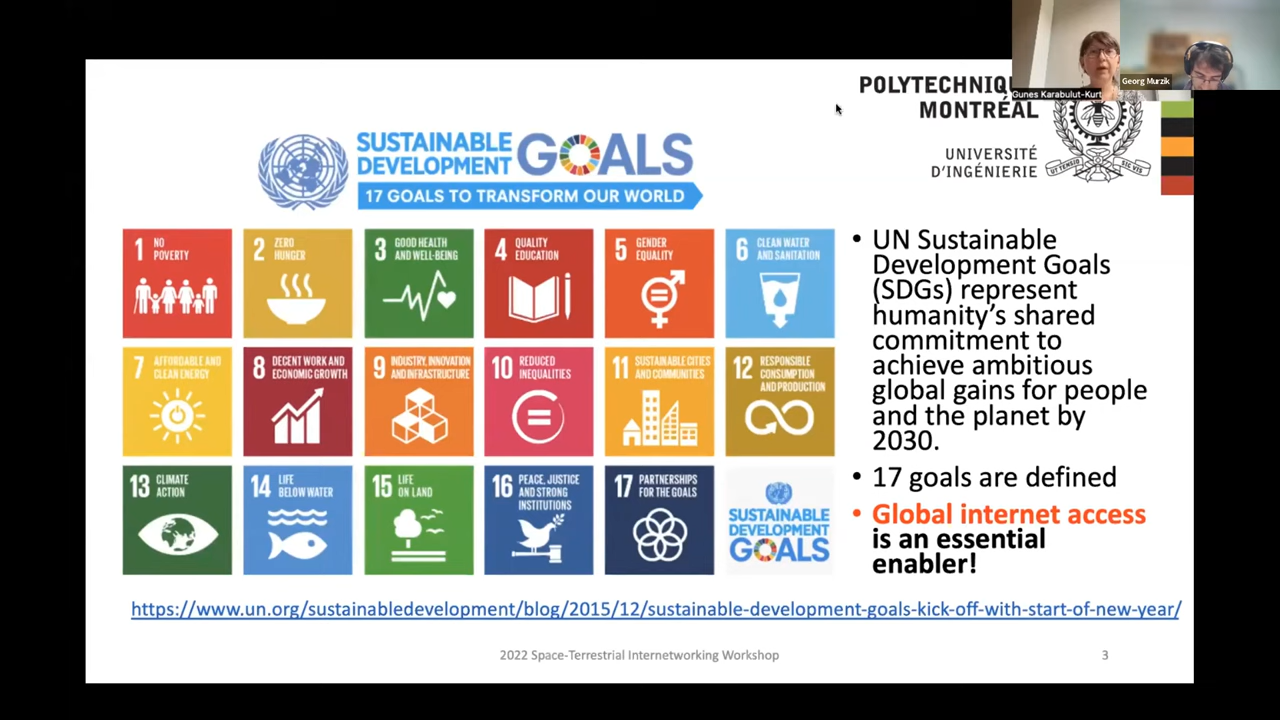 POLYTECHNIQ
MONTRÉAL
Georg Murzik
Gunes Karabulut-Kurt
UNIVERSITÉ
D'INGÉNIERIE
UT TENSIO SIC VIS
SUSTAINABLE
DEVELOPMENT
GOALS
17 GOALS TO TRANSFORM OUR WORLD
1 NO
POVERTY
2 ZERO
HUNGER
3 GOOD HEALTH
AND WELL-BEING
4 QUALITY
EDUCATION
5 GENDER
EQUALITY
6 CLEAN WATER
AND SANITATION
7 AFFORDABLE AND
CLEAN ENERGY
8 DECENT WORK AND
ECONOMIC GROWTH
9 INDUSTRY, INNOVATION
AND INFRASTRUCTURE
10 REDUCED
INEQUALITIES
11 SUSTAINABLE CITIES
AND COMMUNITIES
12 RESPONSIBLE
CONSUMPTION
AND PRODUCTION
13 CLIMATE
ACTION
14 LIFE
BELOW WATER
15 LIFE
ON LAND
16 PEACE, JUSTICE
AND STRONG
INSTITUTIONS
17 PARTNERSHIPS
FOR THE GOALS
SUSTAINABLE
DEVELOPMENT
GOALS
• UN Sustainable
Development Goals
(SDGs) represent
humanity's shared
commitment to
achieve ambitious
global gains for people
and the planet by
2030.
• 17 goals are defined
• Global internet access
is an essential
enabler!
https://www.un.org/sustainabledevelopment/blog/2015/12/sustainable-development-goals-kick-off-with-start-of-new-year/
2022 Space-Terrestrial Internetworking Workshop
3